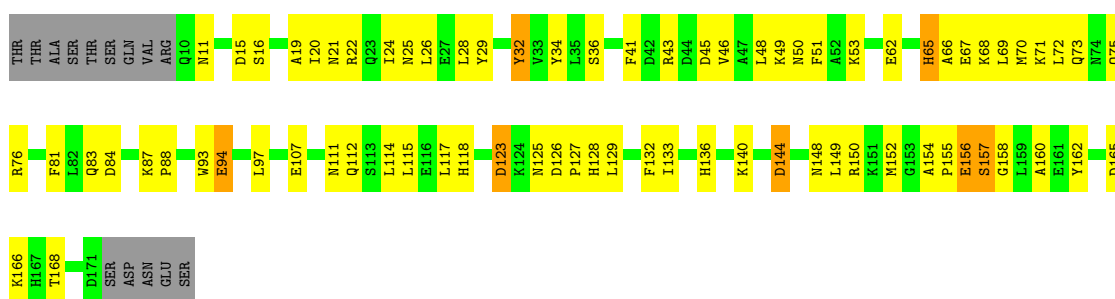 THR THR ALA SER THR SER GLN VAL ARG Q10 N11 D15 S16 A19 I20 N21 R22 Q23 I24 N25 L26 E27 L28 Y29 Y32 V33 Y34 L35 S36 F41 D42 R43 D44 D45 V46 A47 L48 K49 N50 F51 A52 K53 E62 H65 A66 E67 K68 L69 M70 K71 L72 Q73 N74 Q75
R76 F81 L82 Q83 D84 K87 P88 W93 E94 L97 E107 N111 Q112 S113 L114 L115 E116 L117 H118 D123 K124 N125 D126 P127 H128 L129 F132 I133 H136 K140 D144 N148 L149 R150 K151 M152 G153 A154 P155 E156 S157 G158 L159 A160 E161 Y162 D165
K166 H167 T168 D171 SER ASP ASN GLU SER